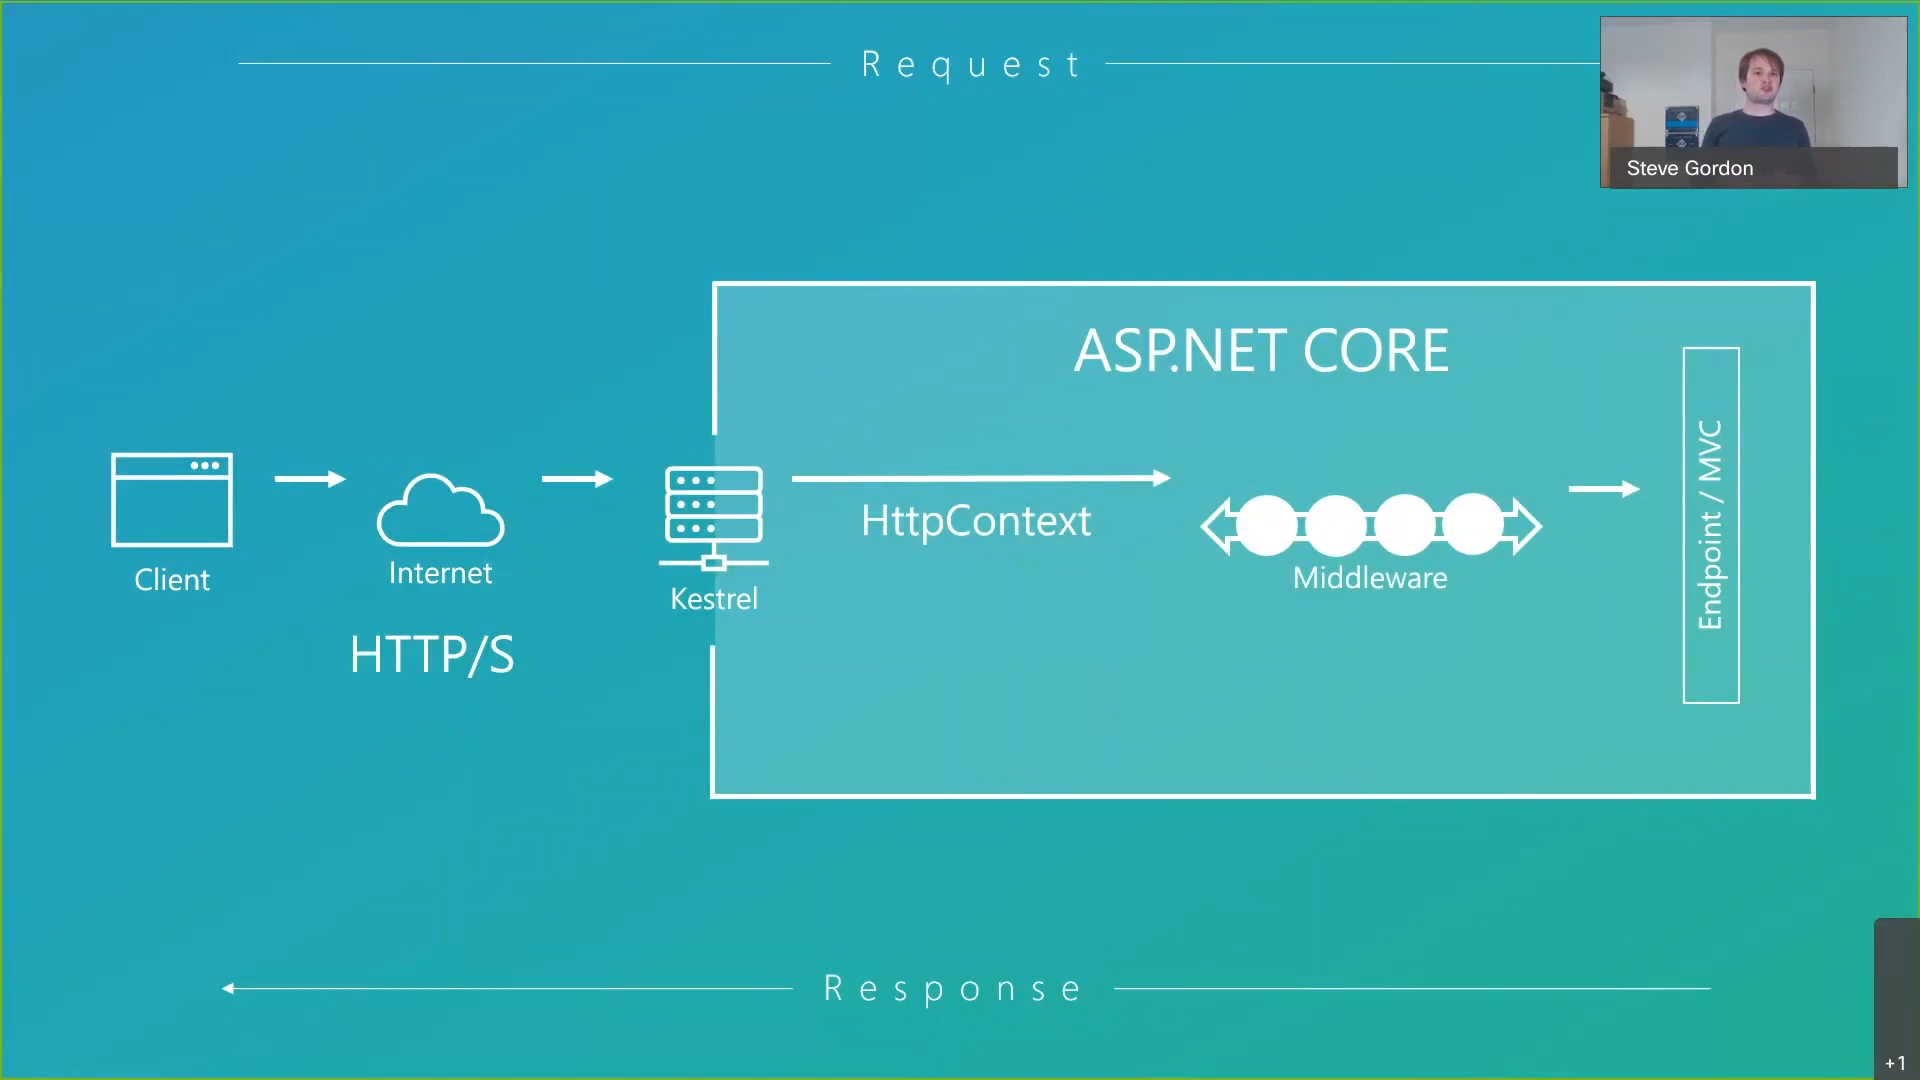 Request
Steve Gordon
ASP.NET CORE
Client
Internet
HTTP/S
Kestrel
HttpContext
Middleware
Endpoint / MVC
Response
+1